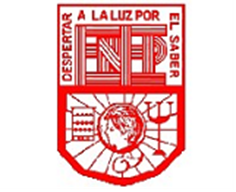 DESPERTAR A LA LUZ POR EL SABER
ENP